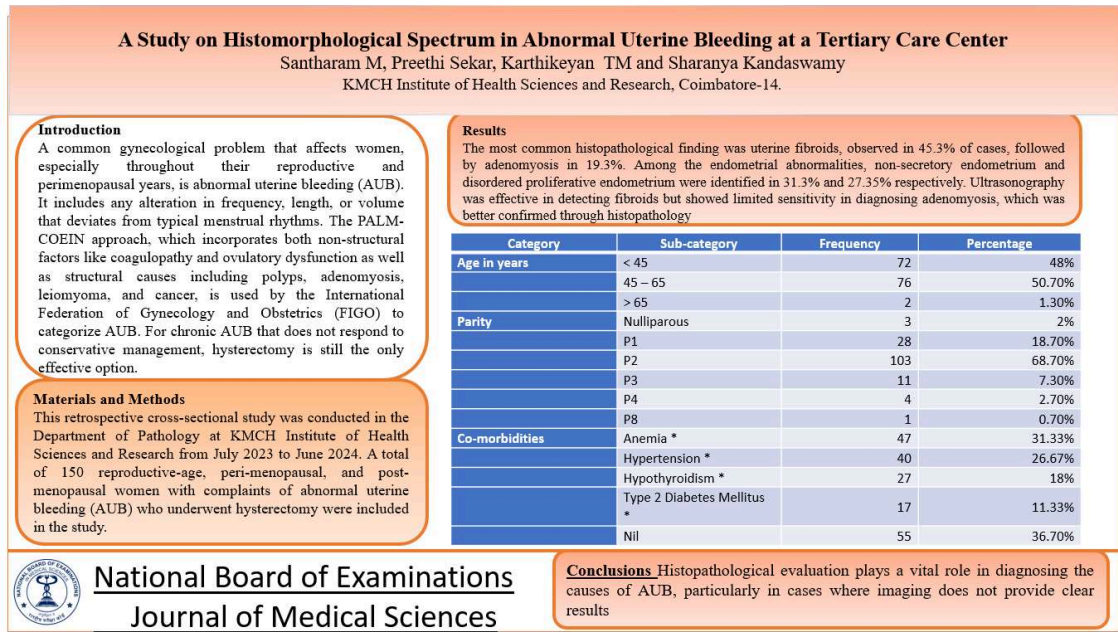 A Study on Histomorphological Spectrum in Abnormal Uterine Bleeding at a Tertiary Care Center
Santharam M, Preethi Sekar, Karthikeyan TM and Sharanya Kandaswamy
KMCH Institute of Health Sciences and Research, Coimbatore-14.
Introduction
A common gynecological problem that affects women,
especially throughout their reproductive and
perimenopausal years, is abnormal uterine bleeding (AUB).
It includes any alteration in frequency, length, or volume
that deviates from typical menstrual rhythms. The PALM-
COEIN approach, which incorporates both non-structural
factors like coagulopathy and ovulatory dysfunction as well
as structural causes including polyps, adenomyosis,
leiomyoma, and cancer, is used by the International
Federation of Gynecology and Obstetrics (FIGO) to
categorize AUB. For chronic AUB that does not respond to
conservative management, hysterectomy is still the only
effective option.
Materials and Methods
This retrospective cross-sectional study was conducted in the
Department of Pathology at KMCH Institute of Health
Sciences and Research from July 2023 to June 2024. A total
of 150 reproductive-age, peri-menopausal, and post-
menopausal women with complaints of abnormal uterine
bleeding (AUB) who underwent hysterectomy were included
in the study.
Results
The most common histopathological finding was uterine fibroids, observed in 45.3% of cases, followed
by adenomyosis in 19.3%. Among the endometrial abnormalities, non-secretory endometrium and
disordered proliferative endometrium were identified in 31.3% and 27.35% respectively. Ultrasonography
was effective in detecting fibroids but showed limited sensitivity in diagnosing adenomyosis, which was
better confirmed through histopathology
Category Sub-category Frequency Percentage
Age in years < 45 72 48%
45 – 65 76 50.70%
> 65 2 1.30%
Parity Nulliparous 3 2%
P1 28 18.70%
P2 103 68.70%
P3 11 7.30%
P4 4 2.70%
P8 1 0.70%
Co-morbidities Anemia * 47 31.33%
Hypertension * 40 26.67%
Hypothyroidism * 27 18%
Type 2 Diabetes Mellitus
* 17 11.33%
Nil 55 36.70%
National Board of Examinations
Journal of Medical Sciences
Conclusions Histopathological evaluation plays a vital role in diagnosing the
causes of AUB, particularly in cases where imaging does not provide clear
results